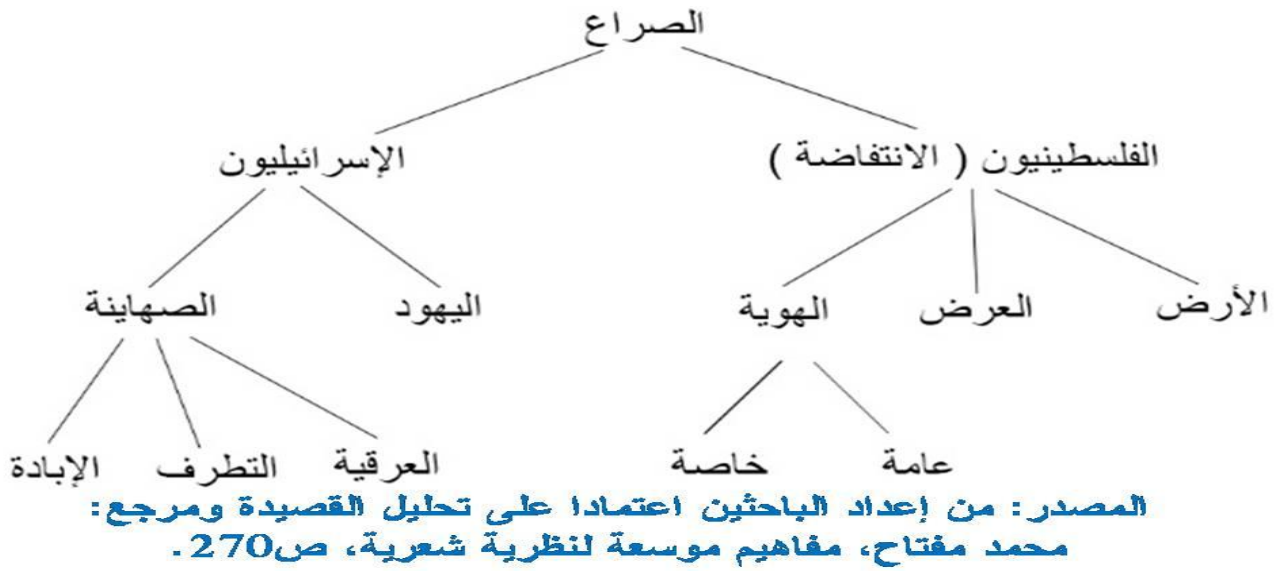 الصراع
الفلسطينيون ( الانتفاضة ) الإسرائيليون
الأرض العرض الهوية اليهود الصهاينة
عامة خاصة العرقية التطرف الإبادة
المصدر: من إعداد الباحثين اعتمادا على تحليل القصيدة ومرجع:
محمد مفتاح، مفاهيم موسعة لنظرية شعرية، ص270.